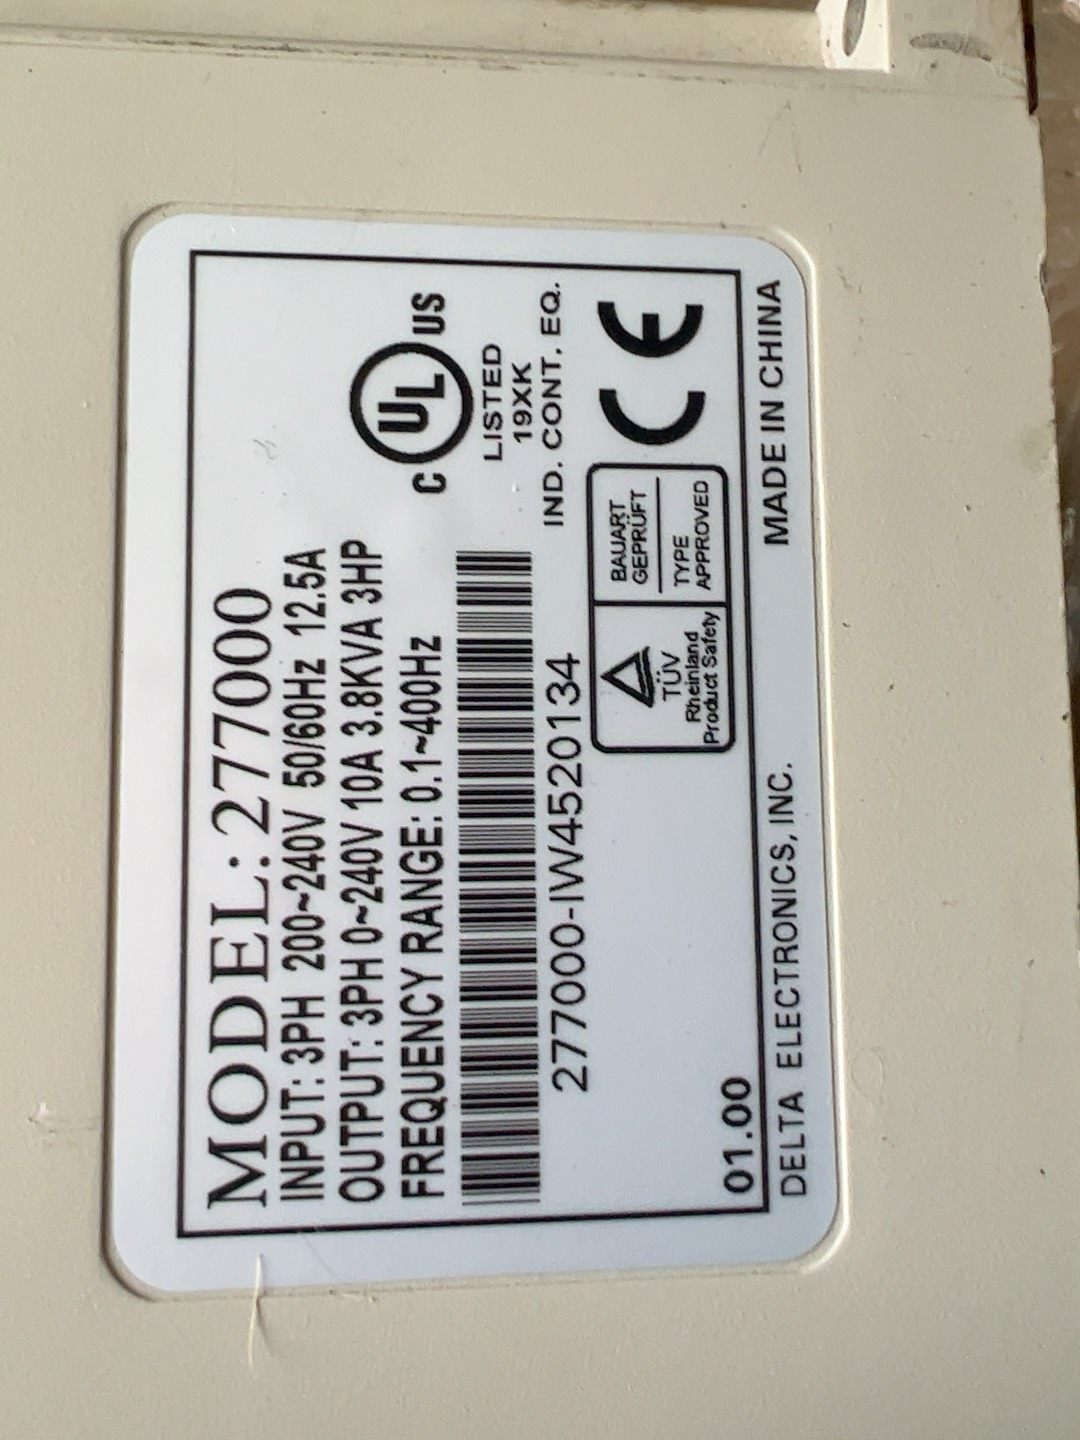 MODEL:277000
INPUT: 3PH 200~240V 50/60Hz 12.5A
OUTPUT: 3PH 0~240V 10A 3.8KVA 3HP
FREQUENCY RANGE: 0.1~400Hz
277000-IW4520134
C UL US
LISTED
19XK
IND. CONT. EQ.
TÜV
Rheinland
Product Safety
BAUART
GEPRÜFT
TYPE
APPROVED
CE
01.00
DELTA ELECTRONICS, INC. MADE IN CHINA